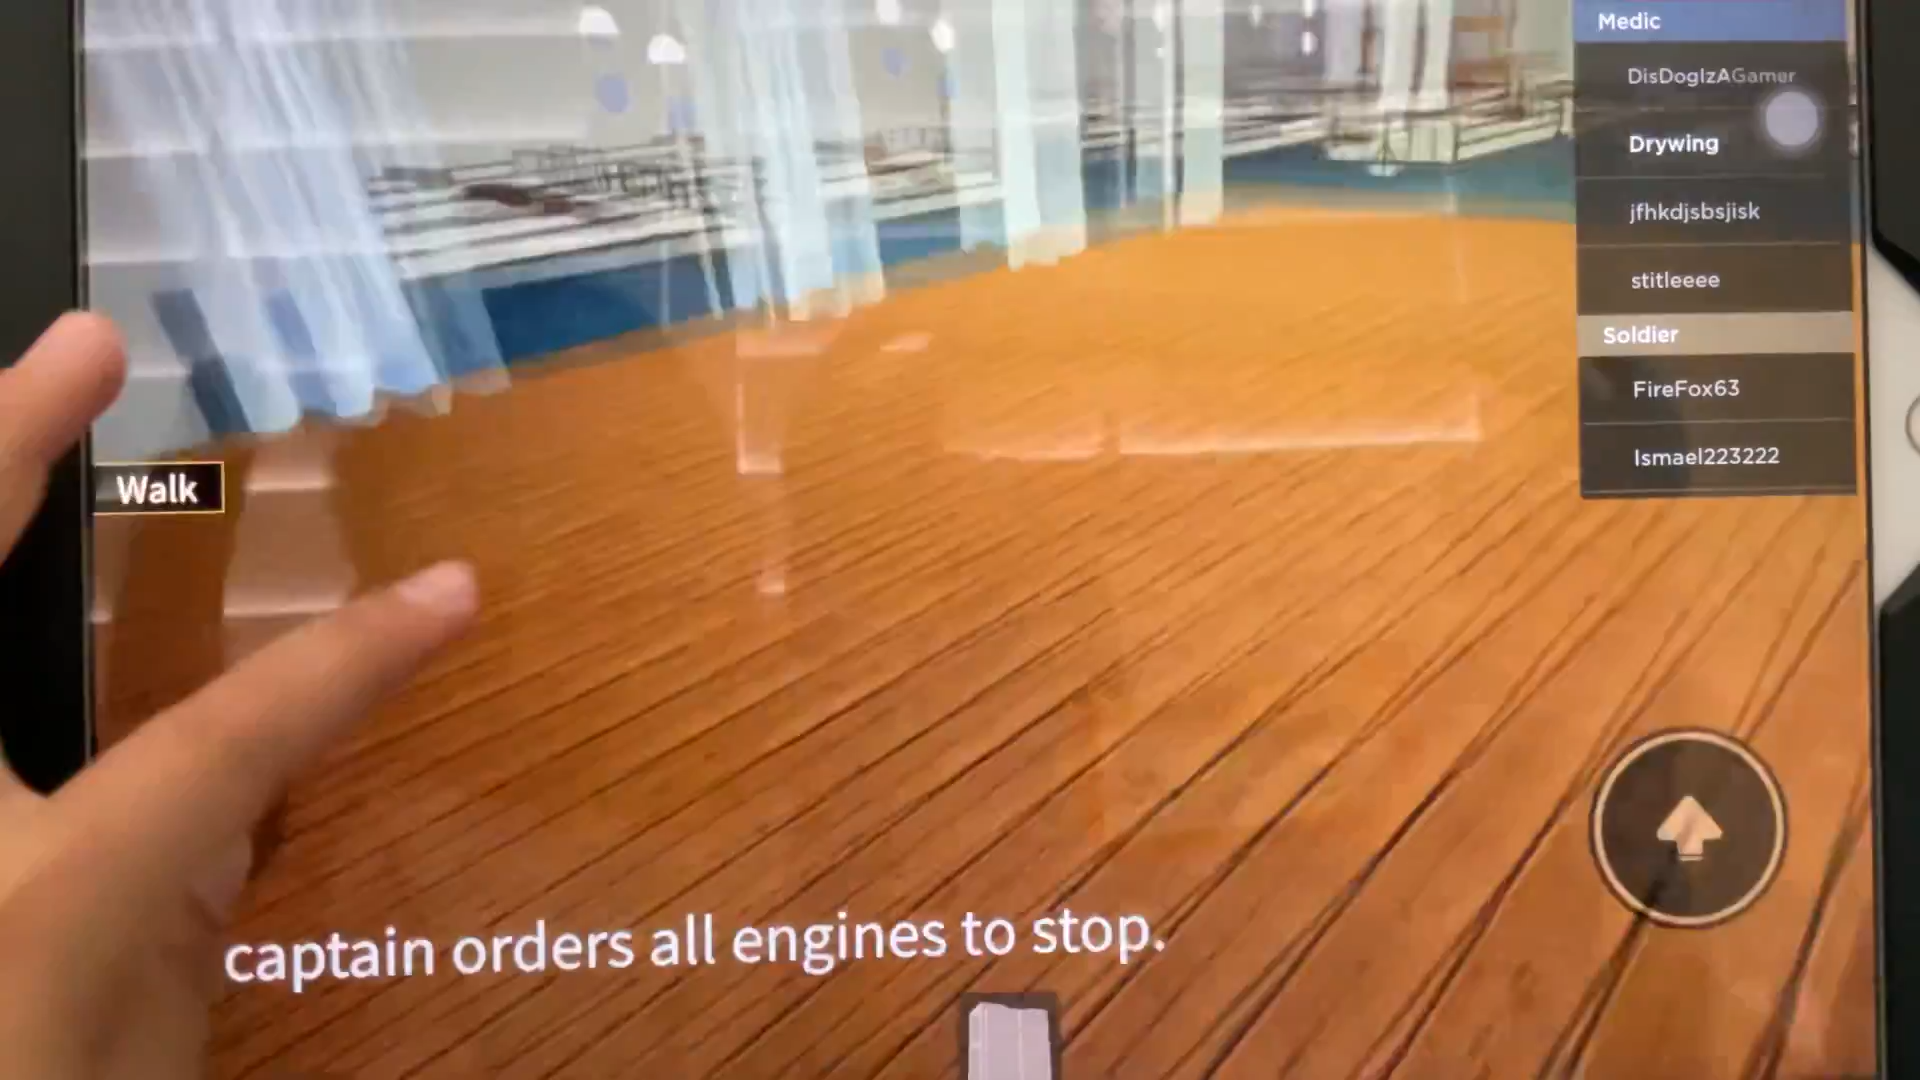 Medic
DisDogIzAGamer
Drywing
jfhkdjsbsjisk
stitleeee
Soldier
FireFox63
Ismael223222
Walk
captain orders all engines to stop.